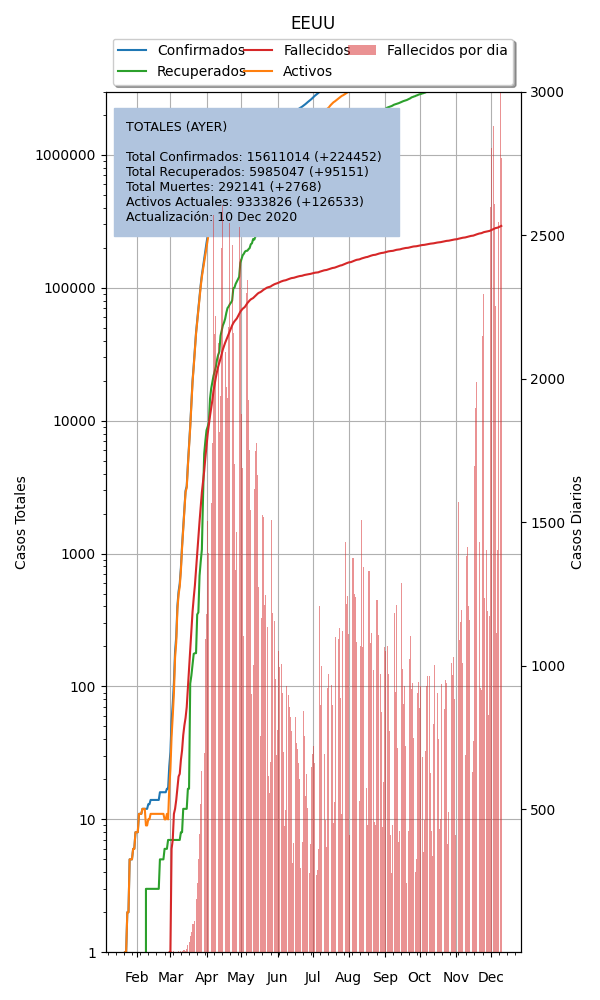 EEUU
Confirmados Fallecidos Fallecidos por dia
Recuperados Activos
TOTALES (AYER)
Total Confirmados: 15611014 (+224452)
Total Recuperados: 5985047 (+95151)
Total Muertes: 292141 (+2768)
Activos Actuales: 9333826 (+126533)
Actualización: 10 Dec 2020
Casos Totales
1000000
100000
10000
1000
100
10
1
3000
2500
2000
1500
1000
500
Casos Diarios
Feb Mar Apr May Jun Jul Aug Sep Oct Nov Dec